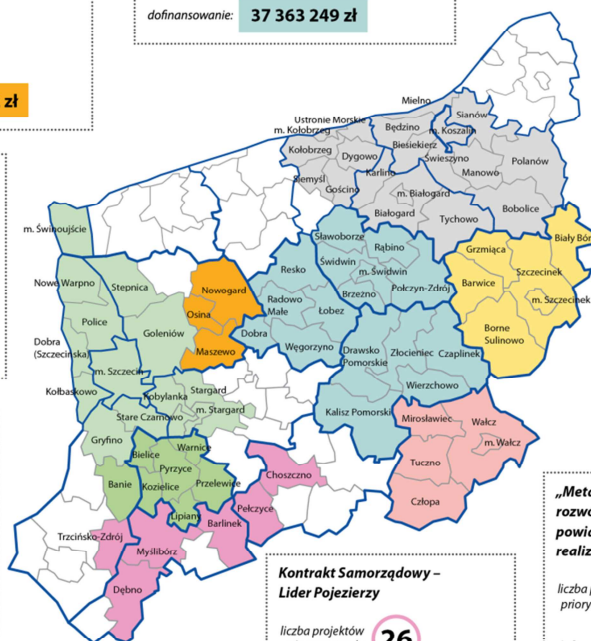 dofinansowanie: 37 363 249 zł
zł
Mielno
Sianów
Ustronie Morskie
m. Kołobrzeg
Będzino
m. Koszalin
Kołobrzeg
Dygowo
Biesiekierz
Świeszyno
Polanów
Siemyśl
Karlino
Manowo
Gościno
m. Białogard
Białogard
Tychowo
Bobolice
m. Świnoujście
Sławoborze
Rąbino
Grzmiąca
Biały Bór
Świdwin
m. Świdwin
Szczecinek
Nowe Warpno
Stepnica
Nowogard
Resko
Barwice
Brzeżno
Połczyn-Zdrój
m. Szczecinek
Radowo
Małe
Osina
Łobez
Police
Goleniów
Dobra
Borne
Sulinowo
Dobra
(Szczecińska)
Maszewo
Węgorzyno
Drawsko
Pomorskie
Złocieniec
Czaplinek
m. Szczecin
Wierzchowo
Kołbaskowo
Kobylanka
Stargard
m. Stargard
Stare Czarnowo
Kalisz Pomorski
Mirosławiec
Wałcz
Gryfino
Bielice
Warnice
m. Wałcz
Pyrzyce
Tuczno
Banie
Kozielice
Przelewice
Choszczno
Człopa
Lipiany
Pełczyce
Barlinek
Trzcińsko-Zdrój
Myślibórz
Dębno
Kontrakt Samorządowy –
Lider Pojezierzy
liczba projektów
26
„Meta
rozwo
powia
realiz
liczba p
priory